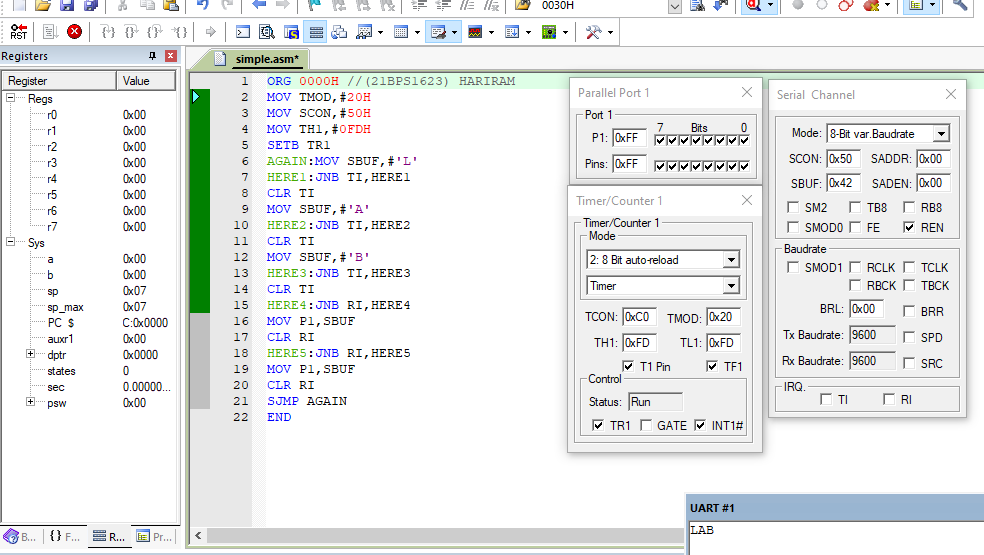 0030H
RST
Registers
simple.asm*
Register Value
Regs
r0 0x00
r1 0x00
r2 0x00
r3 0x00
r4 0x00
r5 0x00
r6 0x00
r7 0x00
Sys
a 0x00
b 0x00
sp 0x07
sp_max 0x07
PC $ C:0x0000
auxr1 0x00
dptr 0x0000
states 0
sec 0.00000...
psw 0x00
B... {} F... R... Pr...
1 ORG 0000H //(21BPS1623) HARIRAM
2 MOV TMOD,#20H
3 MOV SCON,#50H
4 MOV TH1,#0FDH
5 SETB TR1
6 AGAIN:MOV SBUF,#'L'
7 HERE1:JNB TI,HERE1
8 CLR TI
9 MOV SBUF,#'A'
10 HERE2:JNB TI,HERE2
11 CLR TI
12 MOV SBUF,#'B'
13 HERE3:JNB TI,HERE3
14 CLR TI
15 HERE4:JNB RI,HERE4
16 MOV P1,SBUF
17 CLR RI
18 HERE5:JNB RI,HERE5
19 MOV P1,SBUF
20 CLR RI
21 SJMP AGAIN
22 END
Parallel Port 1
Port 1
7 Bits 0
P1: 0xFF
Pins: 0xFF
Timer/Counter 1
Timer/Counter 1
Mode
2: 8 Bit auto-reload
Timer
TCON: 0xC0 TMOD: 0x20
TH1: 0xFD TL1: 0xFD
T1 Pin TF1
Control
Status: Run
TR1 GATE INT1#
Serial Channel
Mode: 8-Bit var.Baudrate
SCON: 0x50 SADDR: 0x00
SBUF: 0x42 SADEN: 0x00
SM2 TB8 RB8
SMOD0 FE REN
Baudrate
SMOD1 RCLK TCLK
RBCK TBCK
BRL: 0x00 BRR
Tx Baudrate: 9600 SPD
Rx Baudrate: 9600 SRC
IRQ.
TI RI
UART #1
LAB